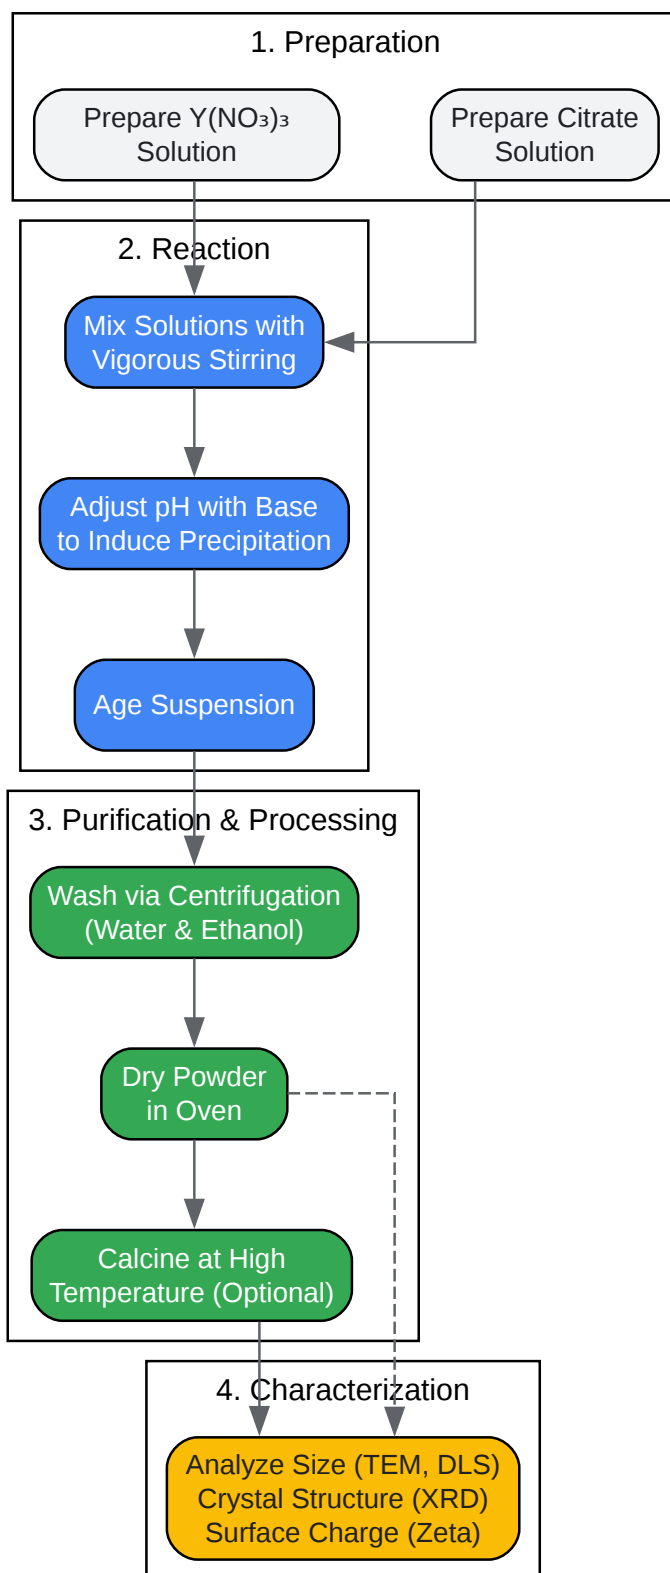 1. Preparation
Prepare Y(NO₃)₃
Solution
Prepare Citrate
Solution
2. Reaction
Mix Solutions with
Vigorous Stirring
Adjust pH with Base
to Induce Precipitation
Age Suspension
3. Purification & Processing
Wash via Centrifugation
(Water & Ethanol)
Dry Powder
in Oven
Calcine at High
Temperature (Optional)
4. Characterization
Analyze Size (TEM, DLS)
Crystal Structure (XRD)
Surface Charge (Zeta)